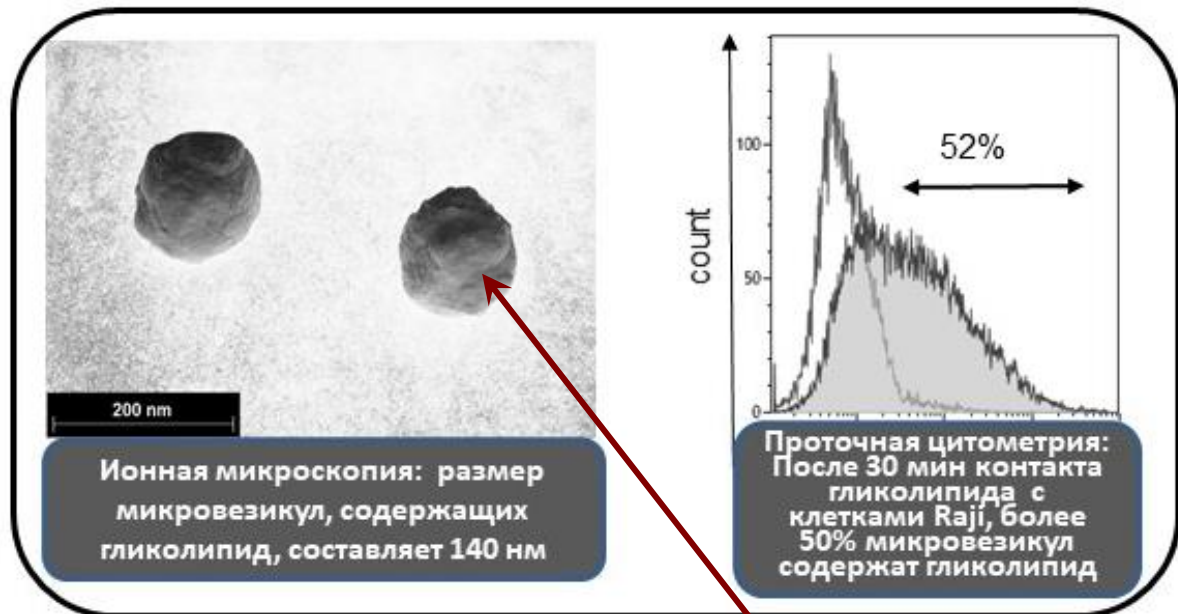 200 nm
Ионная микроскопия: размер
микровезикул, содержащих
гликолипид, составляет 140 нм
52%
100
50
0
count
Проточная цитометрия:
После 30 мин контакта
гликолипида с
клетками Raji, более
50% микровезикул
содержат гликолипид